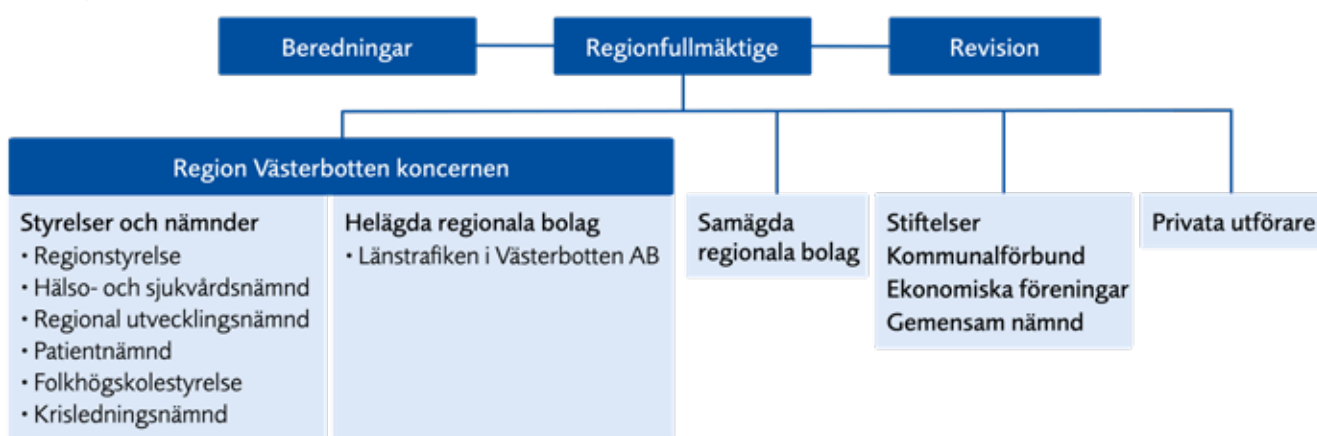 Beredningar
Regionfullmäktige
Revision
Region Västerbotten koncernen
Styrelser och nämnder
• Regionstyrelse
• Hälso- och sjukvårdsnämnd
• Regional utvecklingsnämnd
• Patientnämnd
• Folkhögskolestyrelse
• Krisledningsnämnd
Helägda regionala bolag
• Länstrafiken i Västerbotten AB
Samägda
regionala bolag
Stiftelser
Kommunalförbund
Ekonomiska föreningar
Gemensam nämnd
Privata utförare